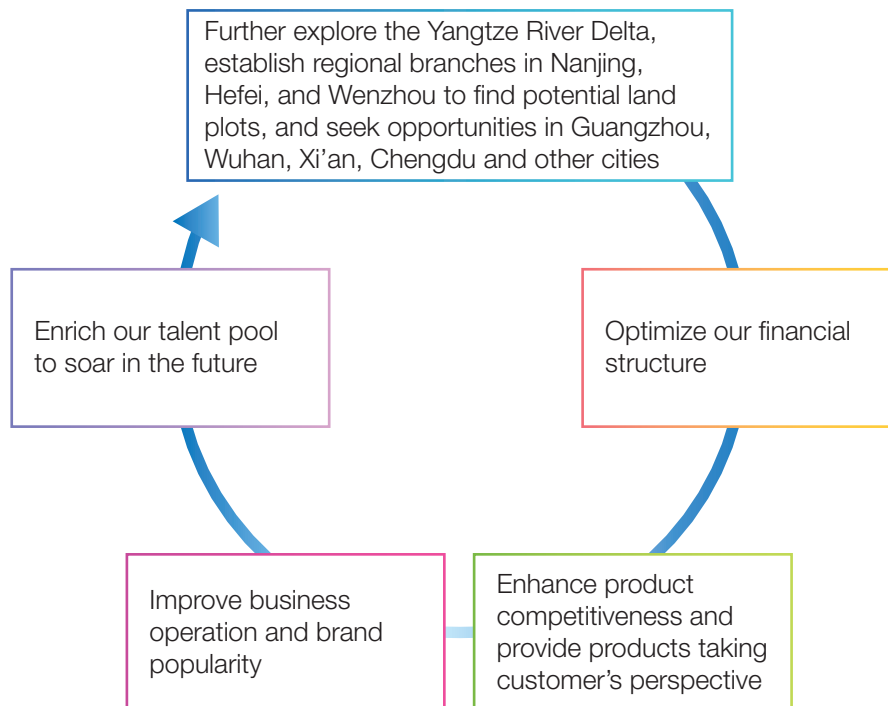 Further explore the Yangtze River Delta,
establish regional branches in Nanjing,
Hefei, and Wenzhou to find potential land
plots, and seek opportunities in Guangzhou,
Wuhan, Xi’an, Chengdu and other cities
Optimize our financial
structure
Enhance product
competitiveness and
provide products taking
customer’s perspective
Improve business
operation and brand
popularity
Enrich our talent pool
to soar in the future